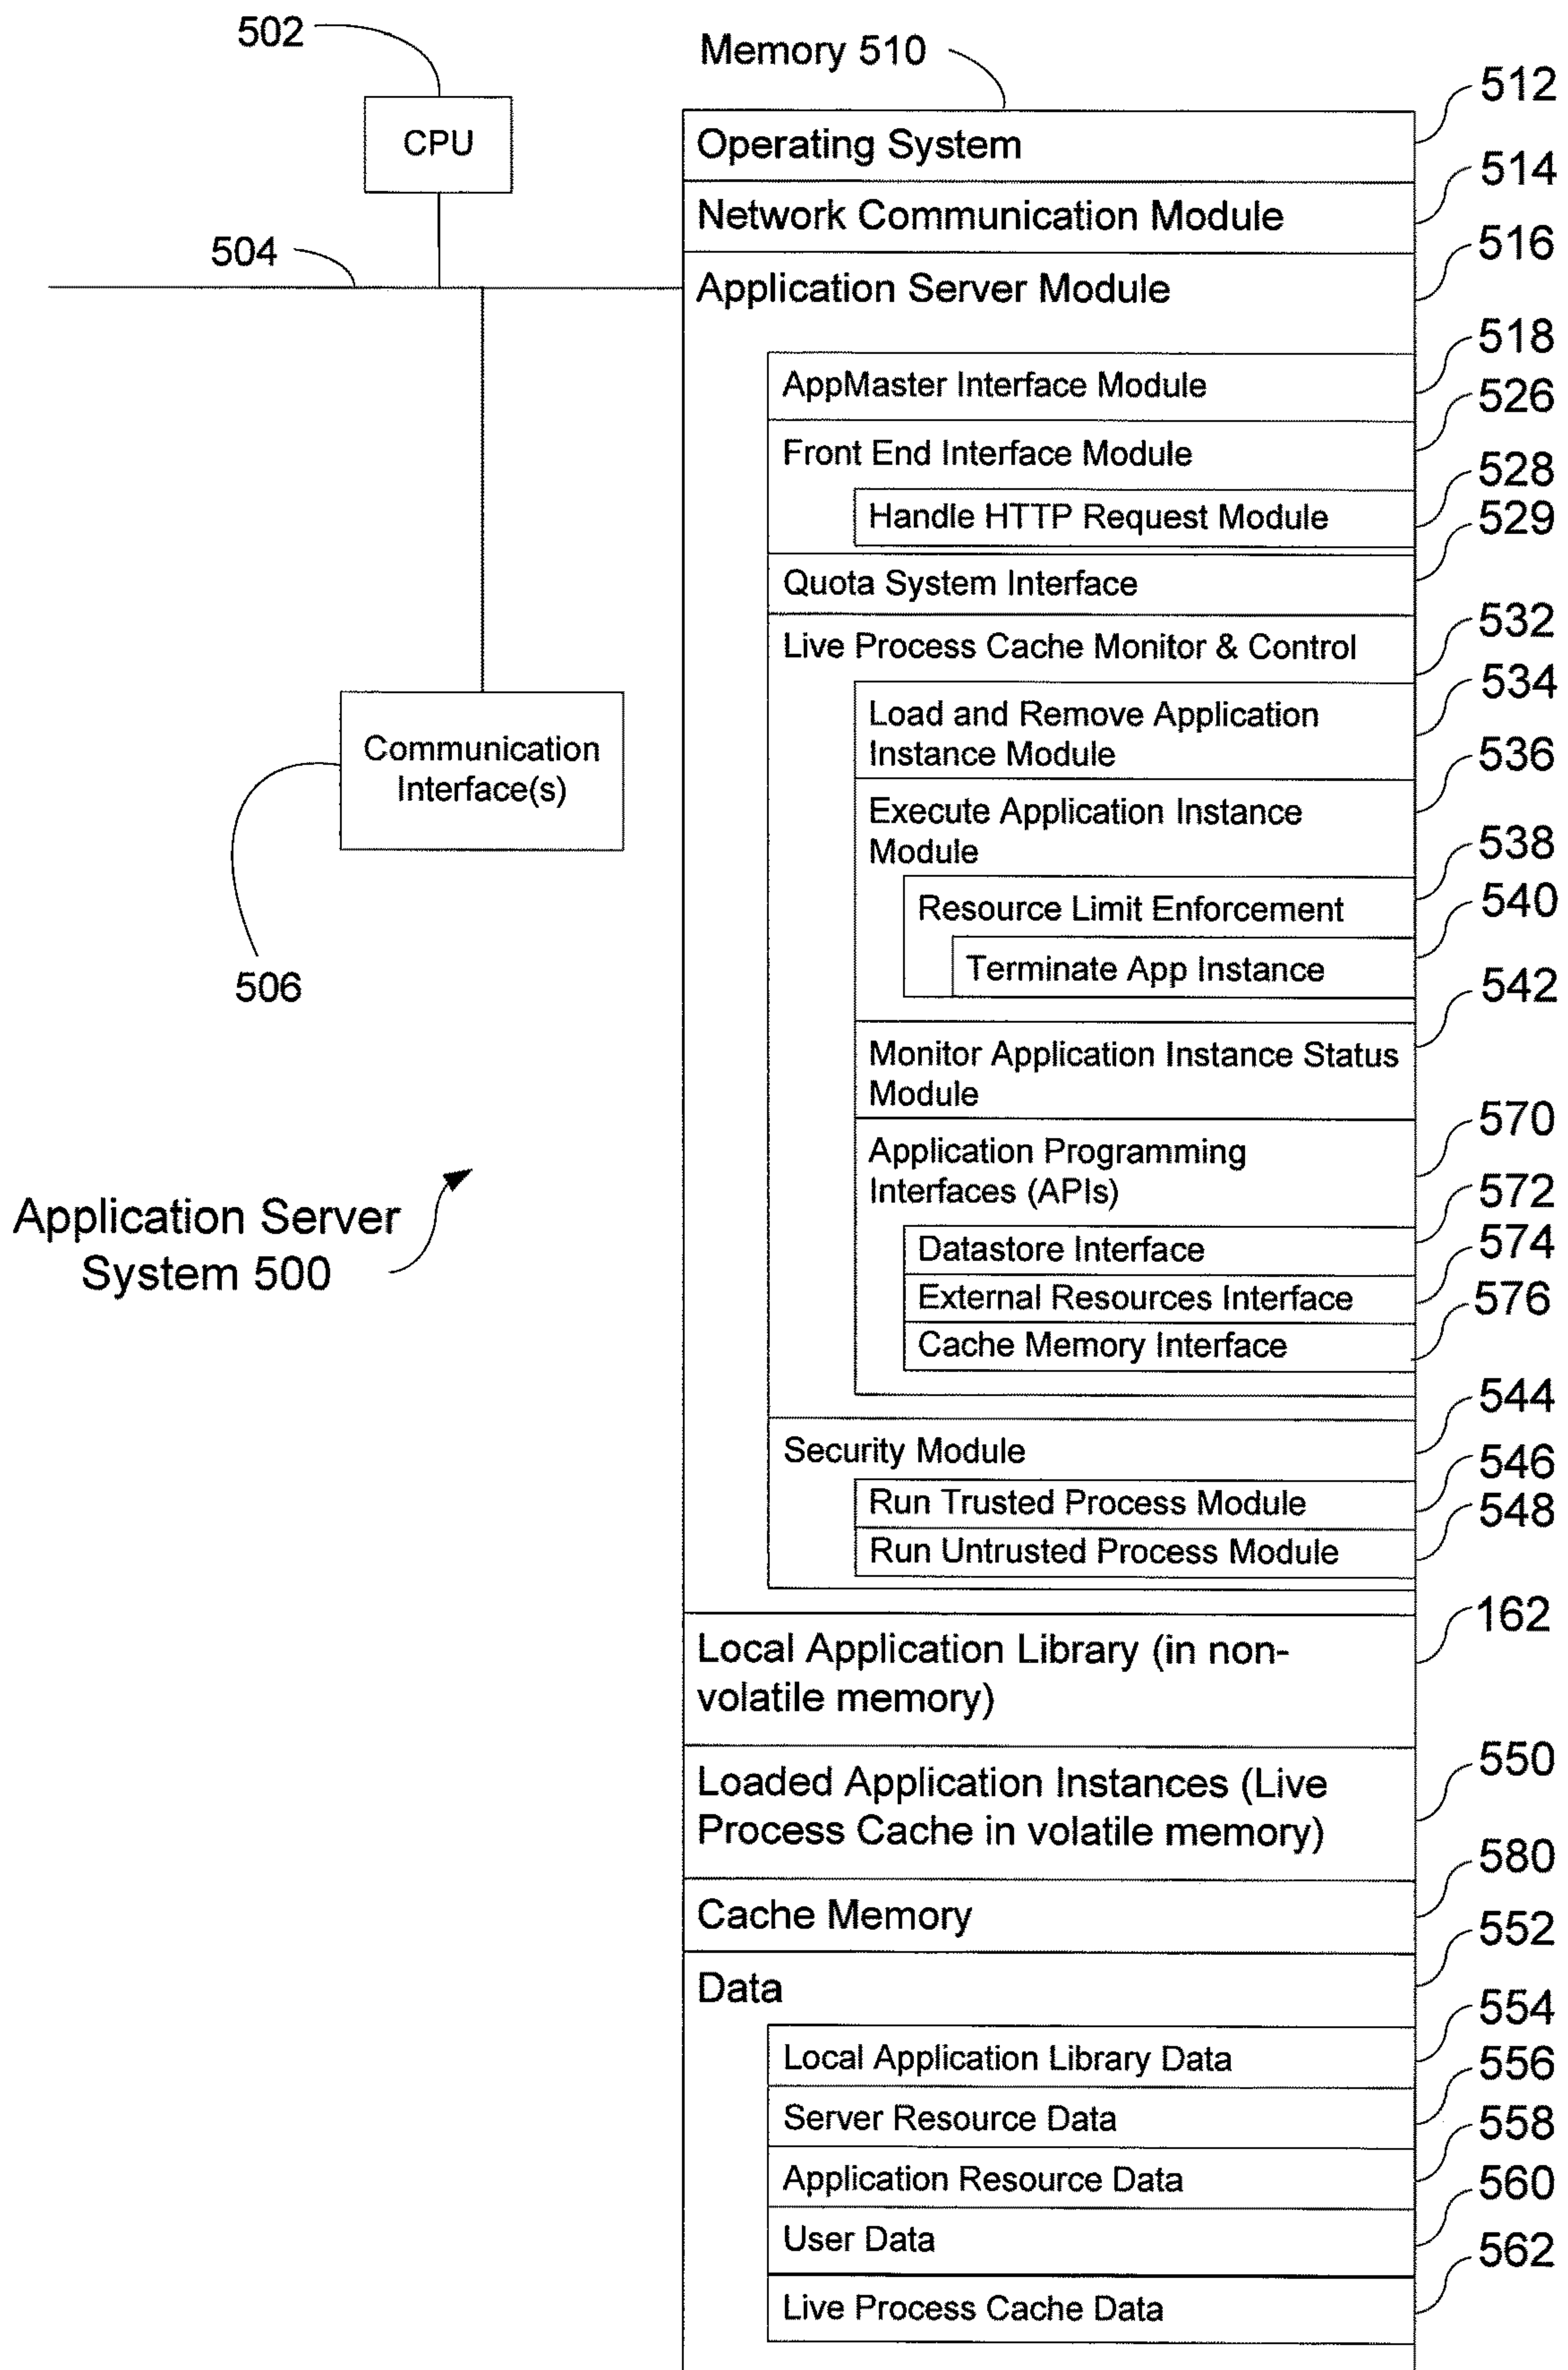 502
CPU
504
Communication
Interface(s)
506
Application Server
System 500
Memory 510
Operating System
512
Network Communication Module
514
Application Server Module
516
AppMaster Interface Module
518
Front End Interface Module
526
Handle HTTP Request Module
528
Quota System Interface
529
Live Process Cache Monitor & Control
532
Load and Remove Application
Instance Module
534
Execute Application Instance
Module
536
Resource Limit Enforcement
538
Terminate App Instance
540
Monitor Application Instance Status
Module
542
Application Programming
Interfaces (APIs)
570
Datastore Interface
572
External Resources Interface
574
Cache Memory Interface
576
Security Module
544
Run Trusted Process Module
546
Run Untrusted Process Module
548
Local Application Library (in non-
volatile memory)
162
Loaded Application Instances (Live
Process Cache in volatile memory)
550
Cache Memory
580
Data
552
Local Application Library Data
554
Server Resource Data
556
Application Resource Data
558
User Data
560
Live Process Cache Data
562